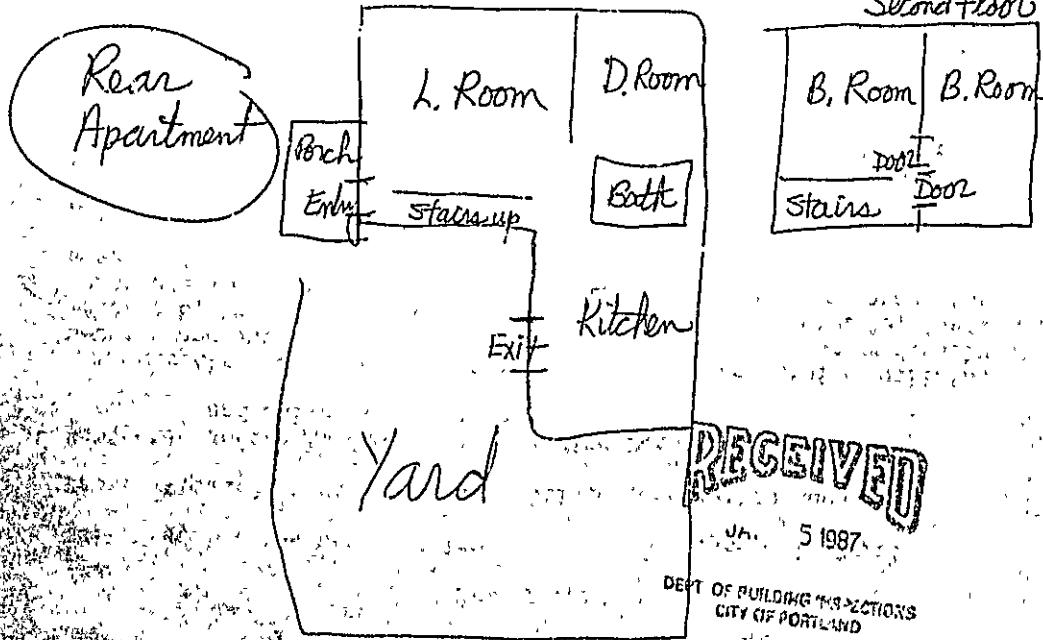 Second Floor
Rear
Apartment
L. Room
D. Room
Porch
Entry
Stairs up
Bath
B. Room
B. Room
Door
Door
Stairs
Kitchen
Exit
Yard
RECEIVED
5 1987
DEPT OF BUILDING INSPECTIONS
CITY OF PORTLAND